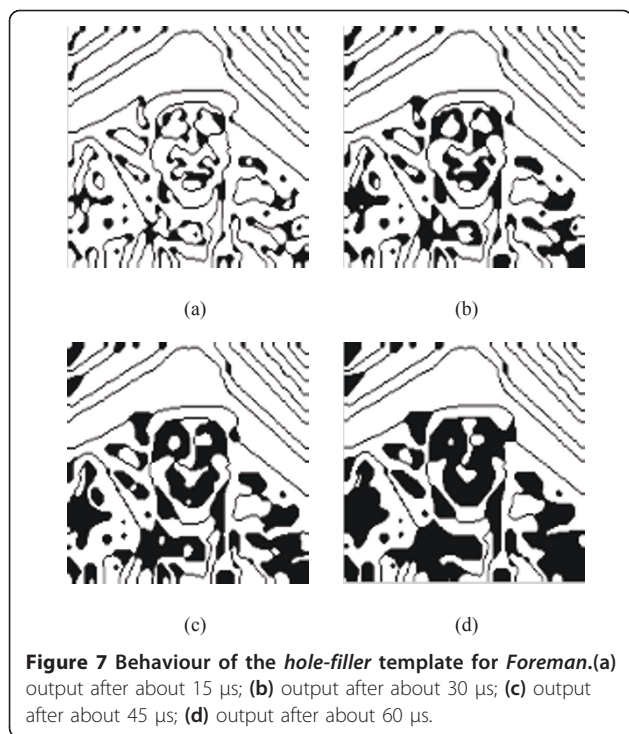 (a)
(b)
(c)
(d)
Figure 7 Behaviour of the hole-filler template for Foreman.(a)
output after about 15 µs; (b) output after about 30 µs; (c) output
after about 45 µs; (d) output after about 60 µs.